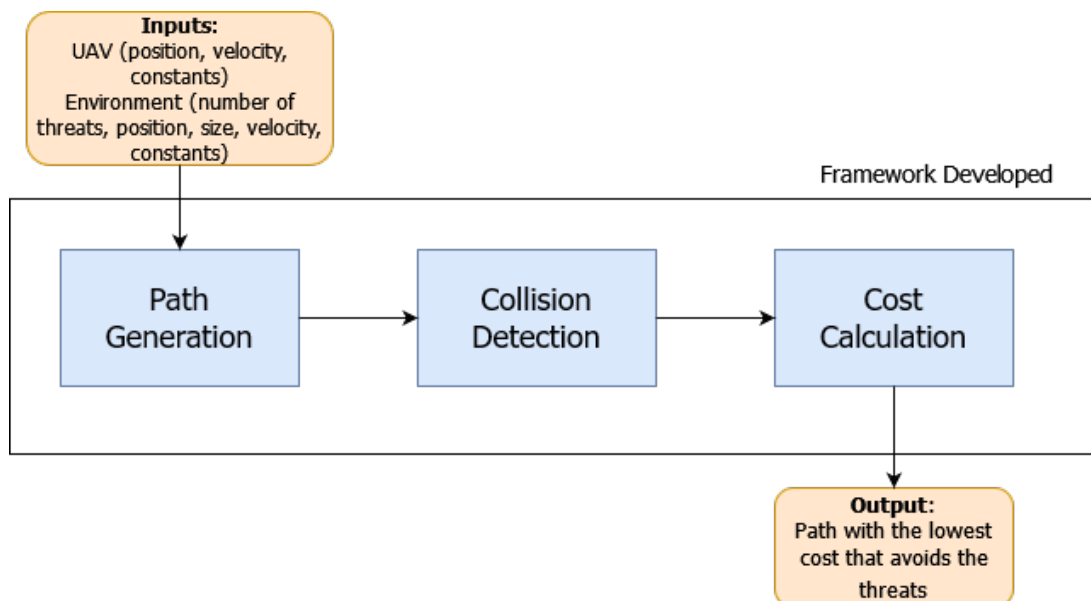 Inputs:
UAV (position, velocity,
constants)
Environment (number of
threats, position, size, velocity,
constants)
Framework Developed
Path
Generation
Collision
Detection
Cost
Calculation
Output:
Path with the lowest
cost that avoids the
threats